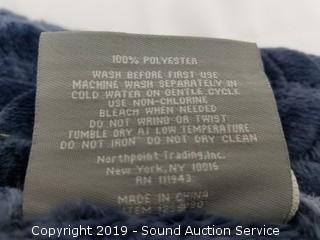 100% POLYESTER
WASH BEFORE FIRST USE
MACHINE WASH SEPARATELY IN
COLD WATER ON GENTLE CYCLE.
USE NON-CHLORINE
BLEACH WHEN NEEDED
DO NOT WRING OR TWIST
TUMBLE DRY AT LOW TEMPERATURE
DO NOT IRON DO NOT DRY CLEAN
Northpoint Trading,Inc.
New York, NY 10016
RN 111943
MADE IN CHINA
ITEM
Copyright 2019 - Sound Auction Service